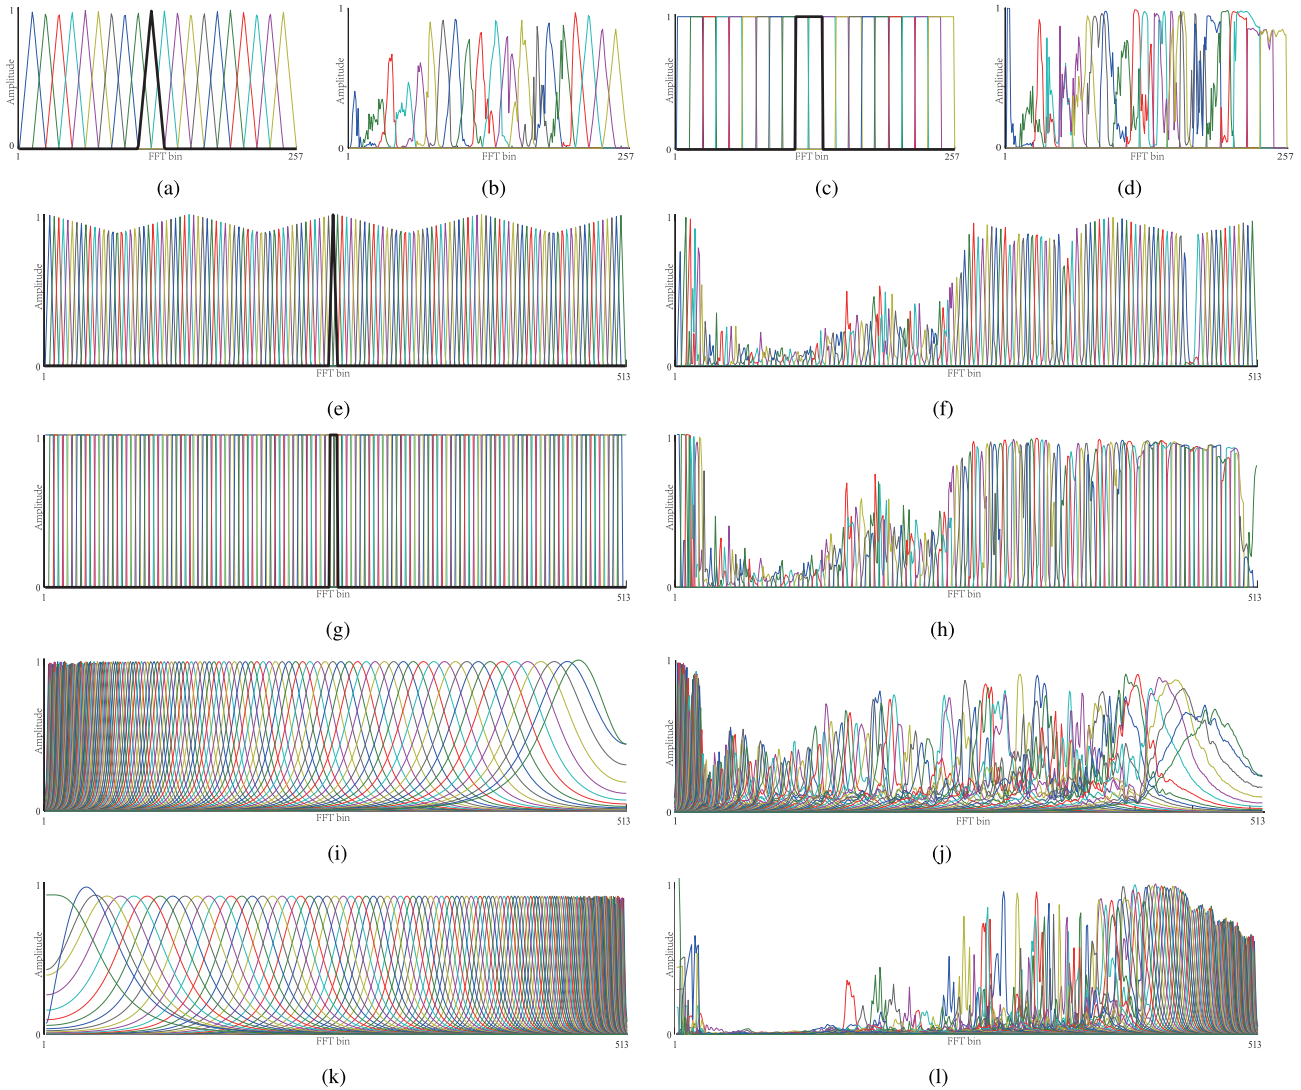 1 1 1 1
Amplitude Amplitude Amplitude Amplitude
0 0 0 0
1 FFT bin 257 1 FFT bin 257 1 FFT bin 257 1 FFT bin 257
(a) (b) (c) (d)
1 1
Amplitude Amplitude
0 0
1 FFT bin 513 1 FFT bin 513
(e) (f)
1 1
Amplitude Amplitude
0 0
1 FFT bin 513 1 FFT bin 513
(g) (h)
1 1
Amplitude Amplitude
0 0
1 FFT bin 513 1 FFT bin 513
(i) (j)
1 1
Amplitude Amplitude
0 0
1 FFT bin 513 1 FFT bin 513
(k) (l)